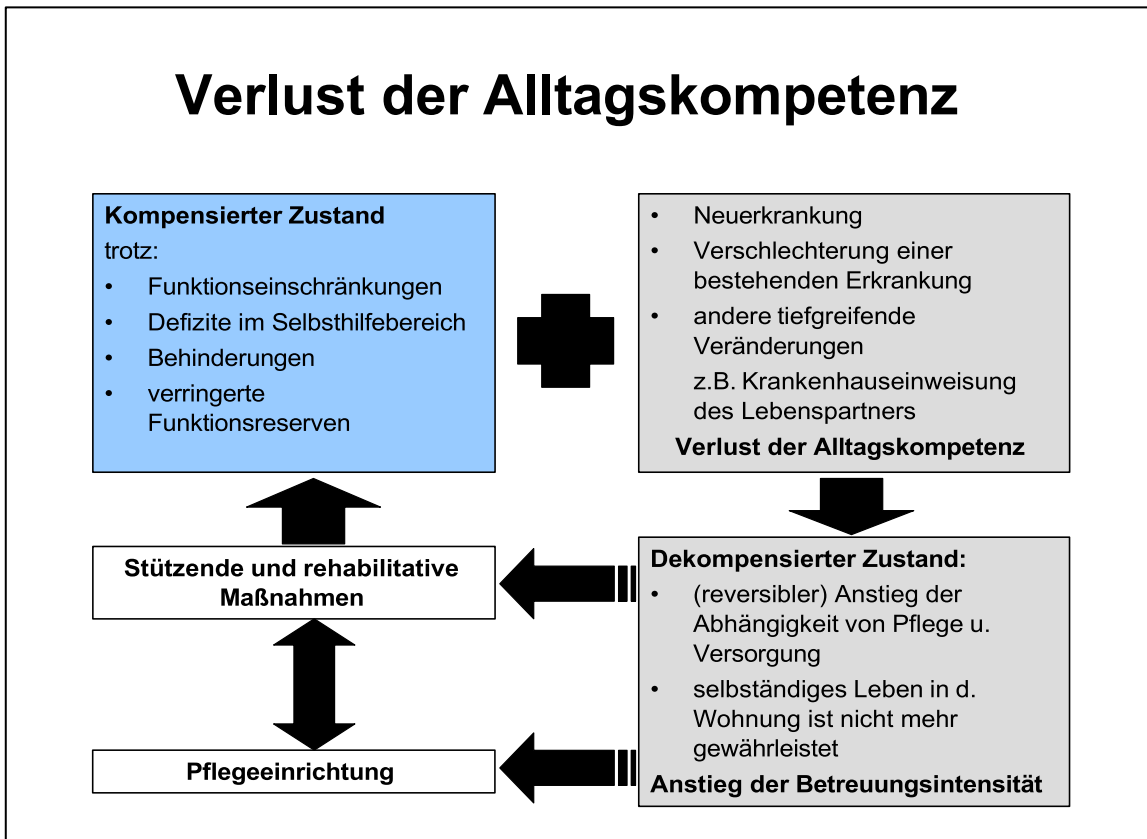 Verlust der Alltagskompetenz
Kompensierter Zustand
trotz:
• Funktionseinschränkungen
• Defizite im Selbsthilfebereich
• Behinderungen
• verringerte
Funktionsreserven
• Neuerkrankung
• Verschlechterung einer
bestehenden Erkrankung
• andere tiefgreifende
Veränderungen
z.B. Krankenhauseinweisung
des Lebenspartners
Verlust der Alltagskompetenz
Stützende und rehabilitative
Maßnahmen
Dekompensierter Zustand:
• (reversibler) Anstieg der
Abhängigkeit von Pflege u.
Versorgung
• selbständiges Leben in d.
Wohnung ist nicht mehr
gewährleistet
Anstieg der Betreuungsintensität
Pflegeeinrichtung